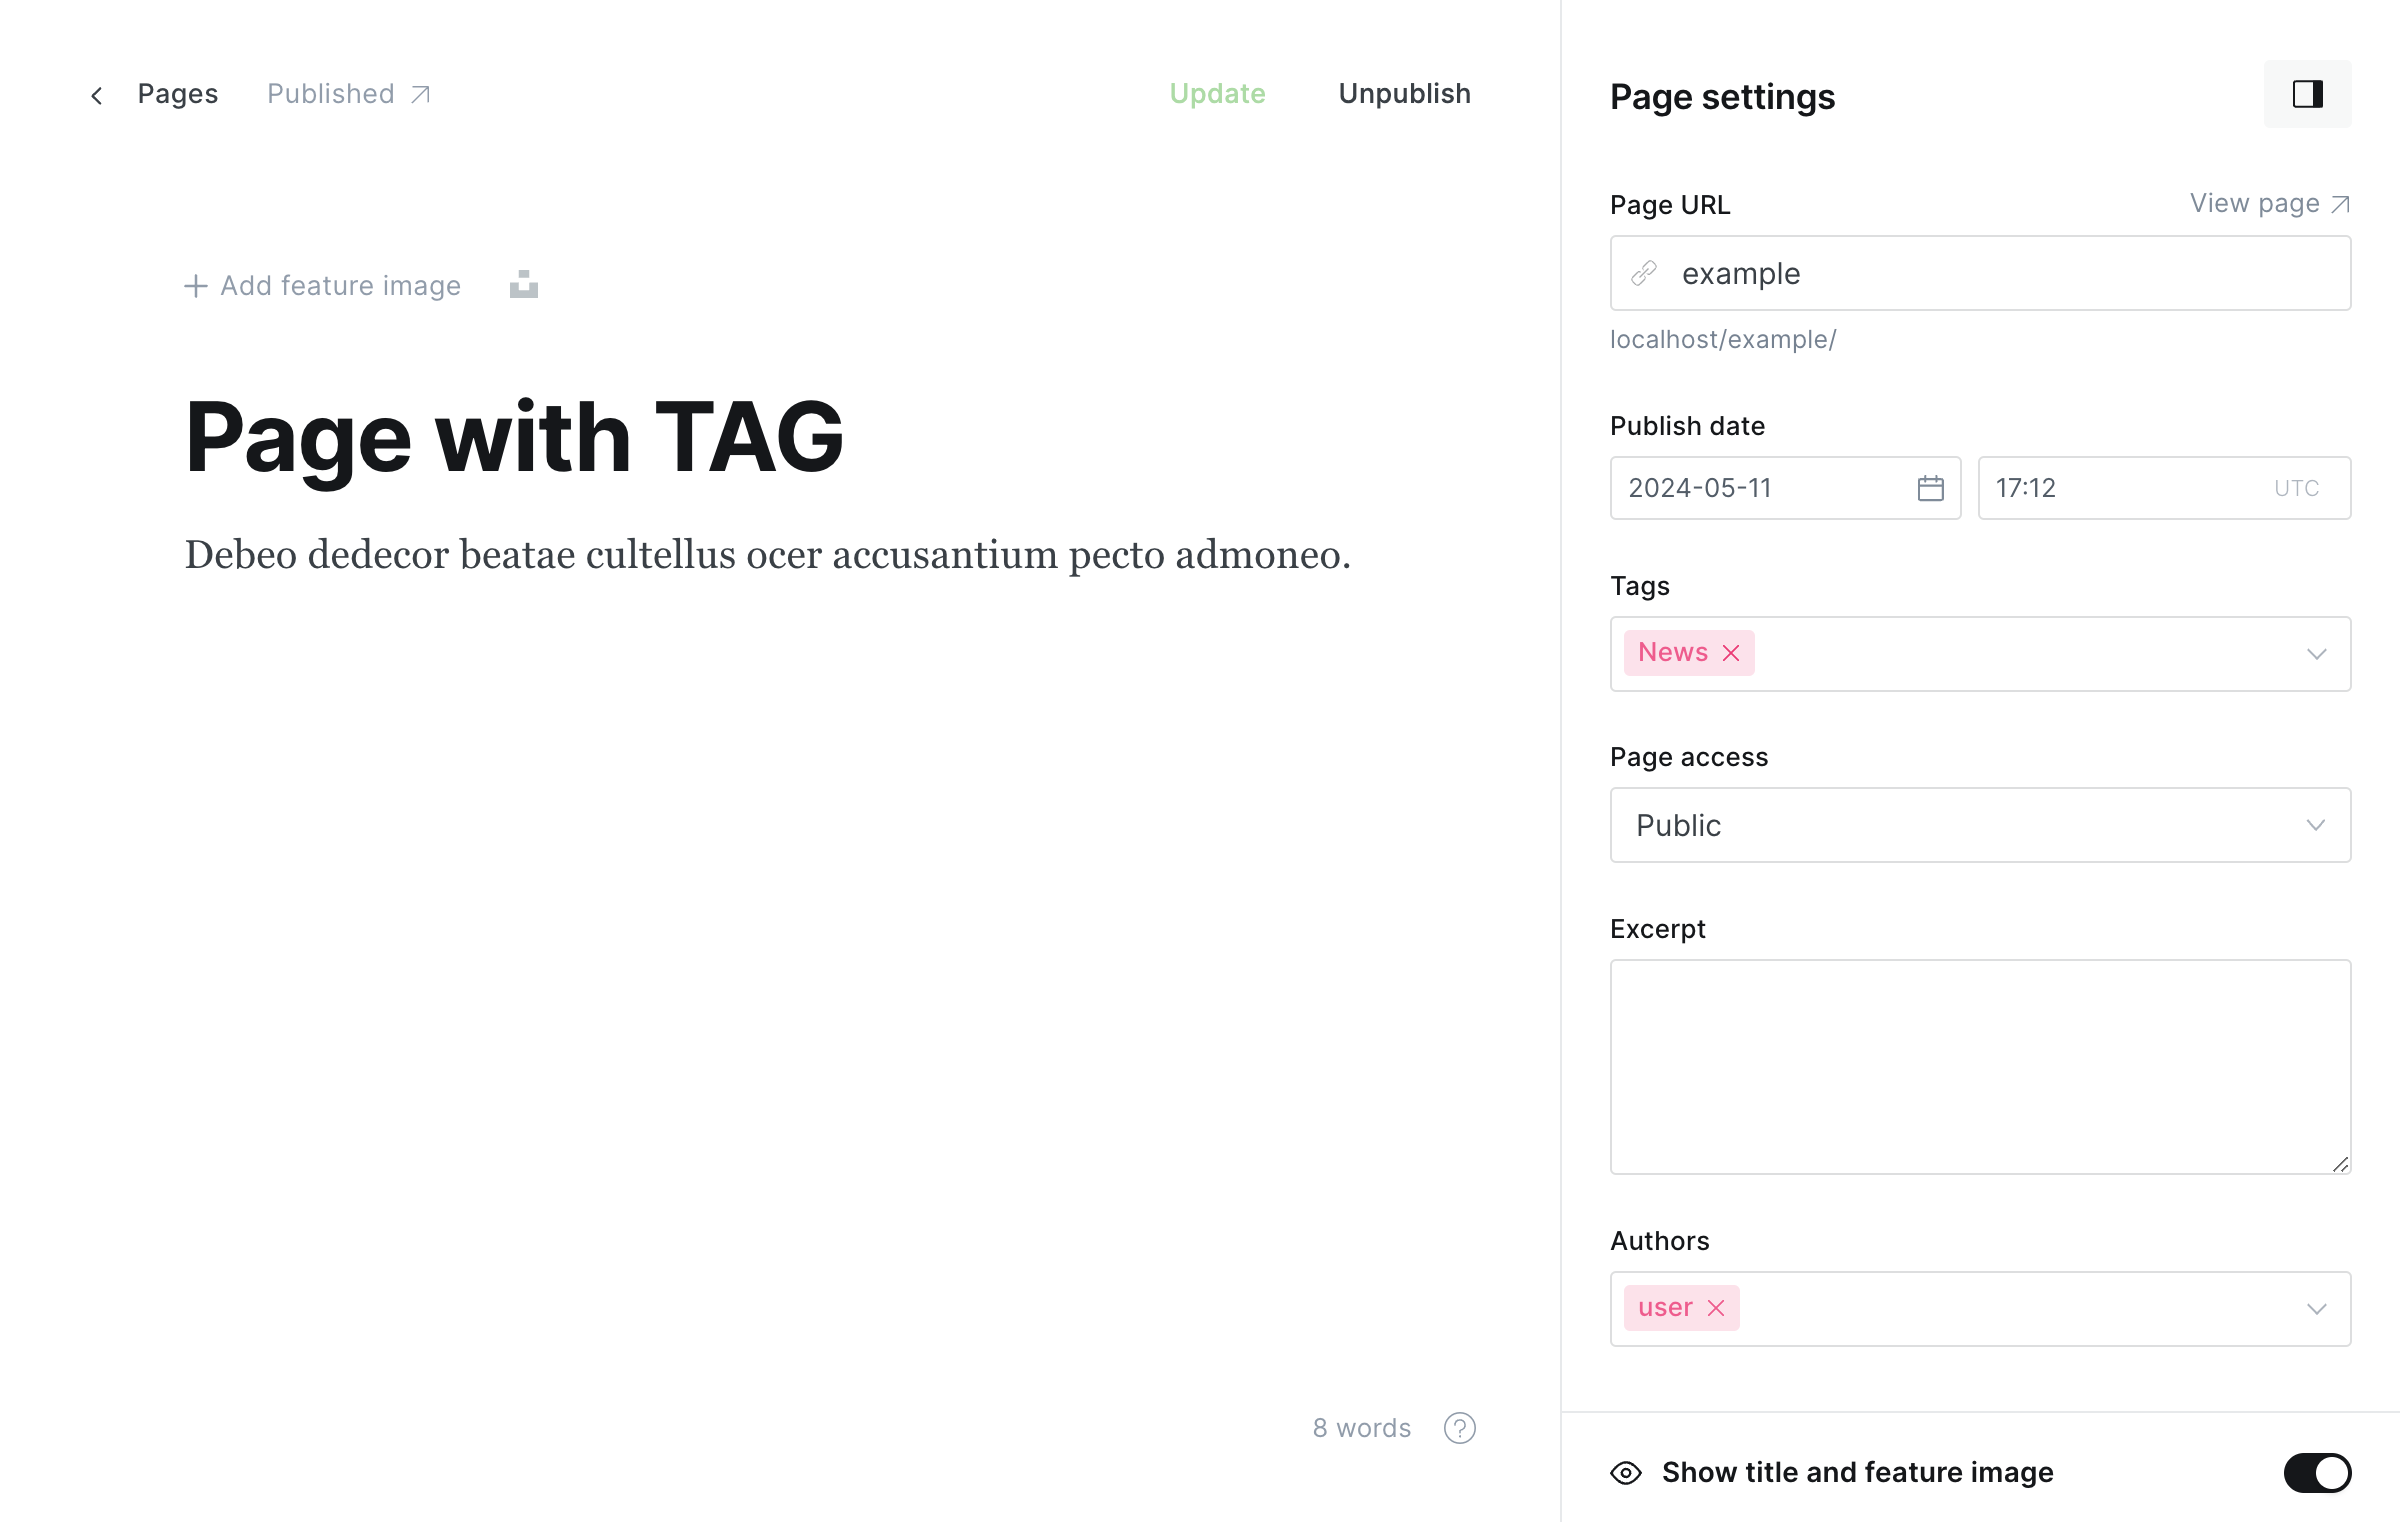 Pages Published
Update Unpublish
Add feature image
Page with TAG
Debeo dedecor beatae cultellus ocer accusantium pecto admoneo.
8 words ?
Page settings
Page URL View page
example
localhost/example/
Publish date
2024-05-11 17:12 UTC
Tags
News
Page access
Public
Excerpt
Authors
user
Show title and feature image